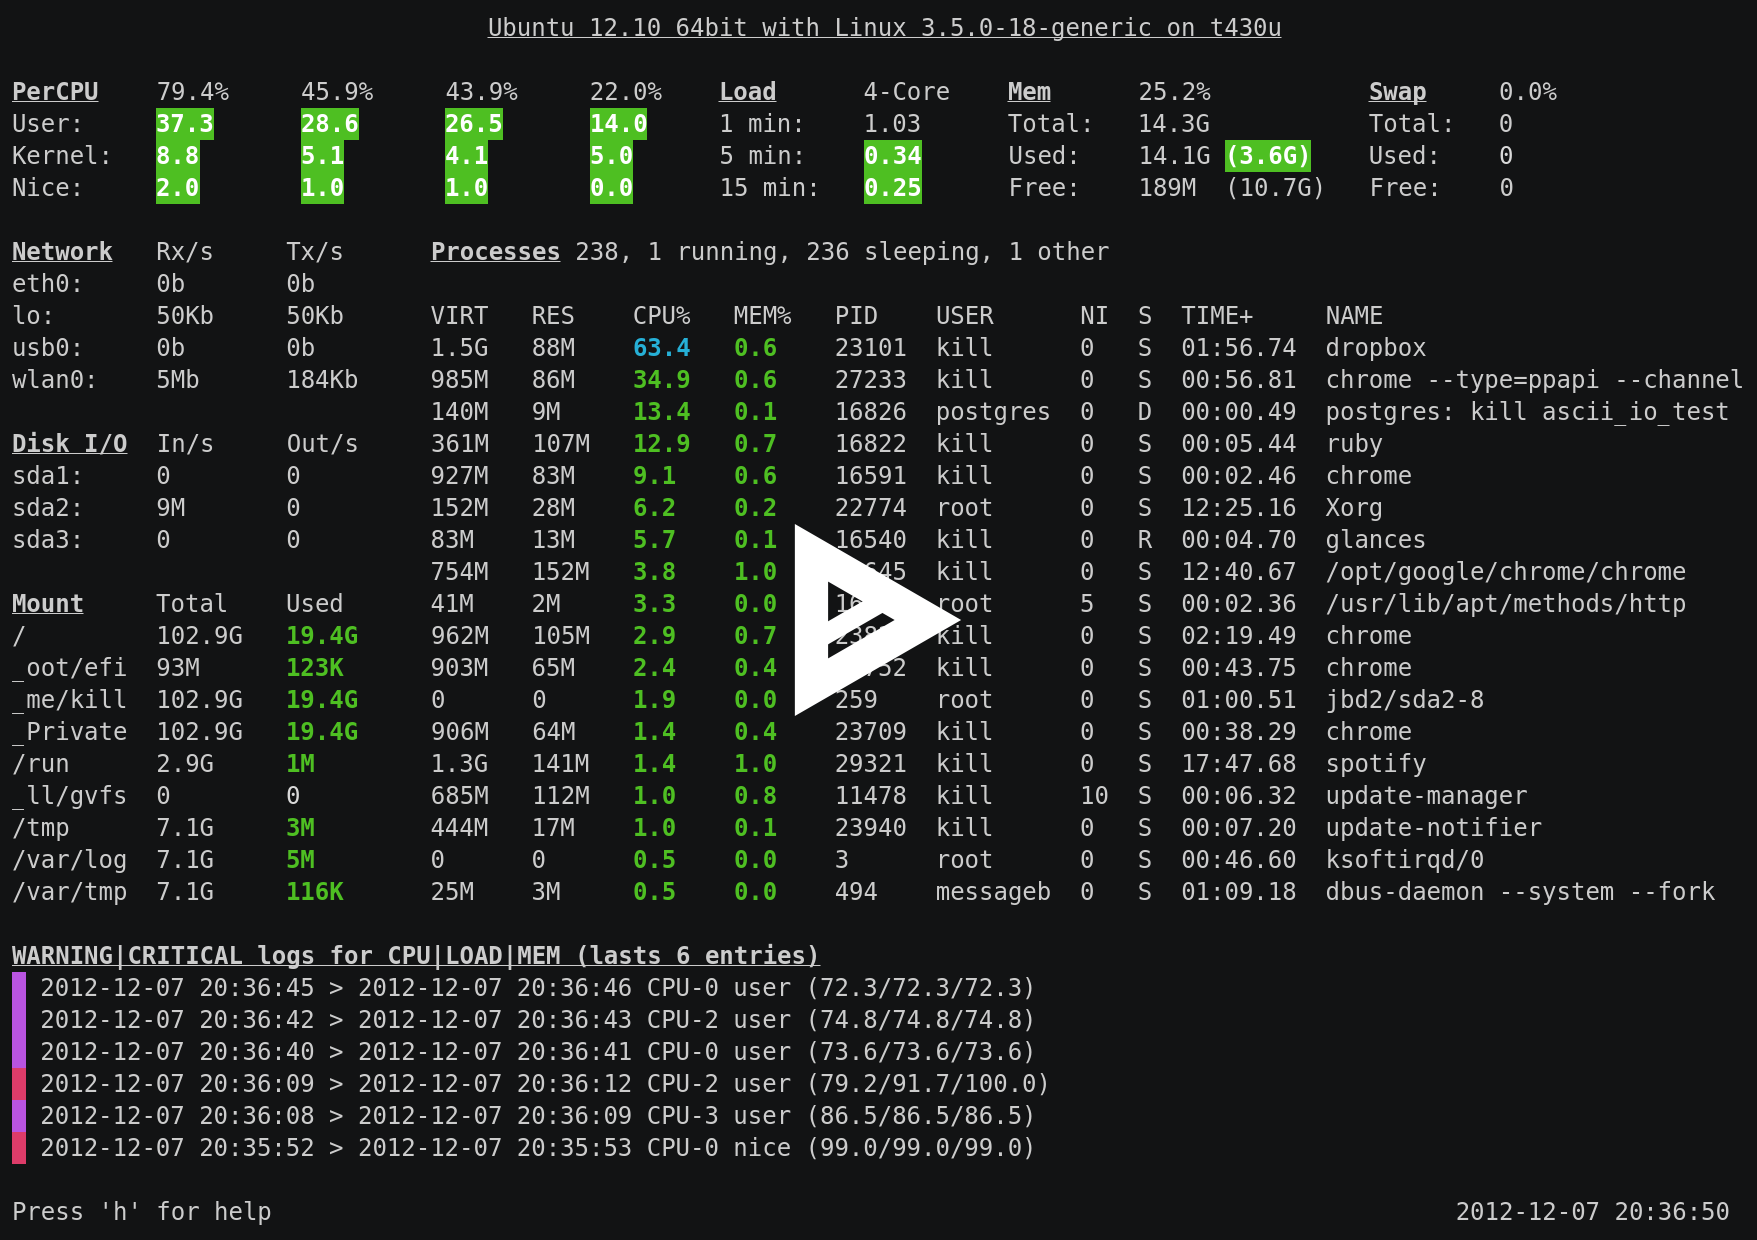 Ubuntu 12.10 64bit with Linux 3.5.0-18-generic on t430u
PerCPU 79.4% 45.9% 43.9% 22.0% Load 4-Core Mem 25.2% Swap 0.0%
User: 37.3 28.6 26.5 14.0 1 min: 1.03 Total: 14.3G Total: 0
Kernel: 8.8 5.1 4.1 5.0 5 min: 0.34 Used: 14.1G (3.6G) Used: 0
Nice: 2.0 1.0 1.0 0.0 15 min: 0.25 Free: 189M (10.7G) Free: 0
Network Rx/s Tx/s Processes 238, 1 running, 236 sleeping, 1 other
eth0: 0b 0b
lo: 50Kb 50Kb VIRT RES CPU% MEM% PID USER NI S TIME+ NAME
usb0: 0b 0b 1.5G 88M 63.4 0.6 23101 kill 0 S 01:56.74 dropbox
wlan0: 5Mb 184Kb 985M 86M 34.9 0.6 27233 kill 0 S 00:56.81 chrome --type=ppapi --channel
140M 9M 13.4 0.1 16826 postgres 0 D 00:00.49 postgres: kill ascii_io_test
Disk I/O In/s Out/s 361M 107M 12.9 0.7 16822 kill 0 S 00:05.44 ruby
sda1: 0 0 927M 83M 9.1 0.6 16591 kill 0 S 00:02.46 chrome
sda2: 9M 0 152M 28M 6.2 0.2 22774 root 0 S 12:25.16 Xorg
sda3: 0 0 83M 13M 5.7 0.1 16540 kill 0 R 00:04.70 glances
754M 152M 3.8 1.0 kill 0 S 12:40.67 /opt/google/chrome/chrome
Mount Total Used 41M 2M 3.3 0.0 root 5 S 00:02.36 /usr/lib/apt/methods/http
/ 102.9G 19.4G 962M 105M 2.9 0.7 kill 0 S 02:19.49 chrome
_oot/efi 93M 123K 903M 65M 2.4 0.4 kill 0 S 00:43.75 chrome
_me/kill 102.9G 19.4G 0 0 1.9 0.0 259 root 0 S 01:00.51 jbd2/sda2-8
_Private 102.9G 19.4G 906M 64M 1.4 0.4 23709 kill 0 S 00:38.29 chrome
/run 2.9G 1M 1.3G 141M 1.4 1.0 29321 kill 0 S 17:47.68 spotify
_ll/gvfs 0 0 685M 112M 1.0 0.8 11478 kill 10 S 00:06.32 update-manager
/tmp 7.1G 3M 444M 17M 1.0 0.1 23940 kill 0 S 00:07.20 update-notifier
/var/log 7.1G 5M 0 0 0.5 0.0 3 root 0 S 00:46.60 ksoftirqd/0
/var/tmp 7.1G 116K 25M 3M 0.5 0.0 494 messageb 0 S 01:09.18 dbus-daemon --system --fork
WARNING|CRITICAL logs for CPU|LOAD|MEM (lasts 6 entries)
2012-12-07 20:36:45 > 2012-12-07 20:36:46 CPU-0 user (72.3/72.3/72.3)
2012-12-07 20:36:42 > 2012-12-07 20:36:43 CPU-2 user (74.8/74.8/74.8)
2012-12-07 20:36:40 > 2012-12-07 20:36:41 CPU-0 user (73.6/73.6/73.6)
2012-12-07 20:36:09 > 2012-12-07 20:36:12 CPU-2 user (79.2/91.7/100.0)
2012-12-07 20:36:08 > 2012-12-07 20:36:09 CPU-3 user (86.5/86.5/86.5)
2012-12-07 20:35:52 > 2012-12-07 20:35:53 CPU-0 nice (99.0/99.0/99.0)
Press 'h' for help 2012-12-07 20:36:50